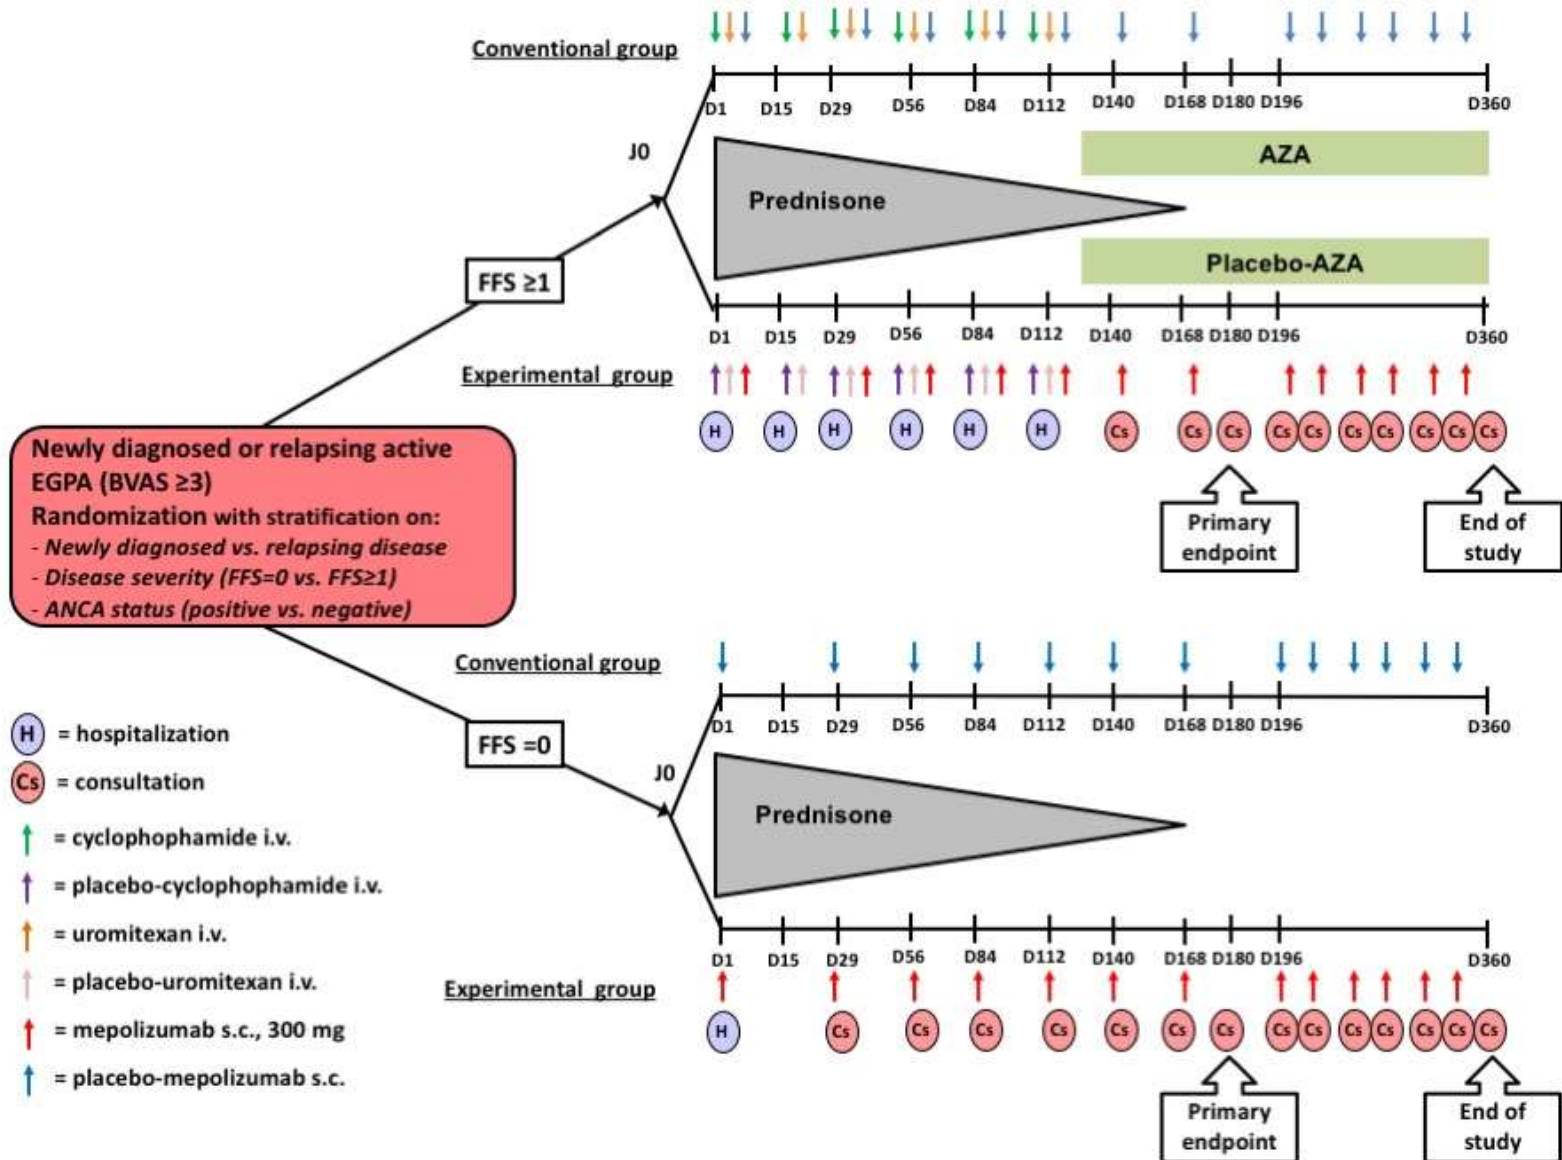 Conventional group
D1 D15 D29 D56 D84 D112 D140 D168 D180 D196 D360
J0
AZA
Prednisone
Placebo-AZA
FFS ≥1
D1 D15 D29 D56 D84 D112 D140 D168 D180 D196 D360
Experimental group
H H H H H H Cs Cs Cs Cs Cs Cs Cs Cs Cs Cs
Primary
endpoint
End of
study
Newly diagnosed or relapsing active
EGPA (BVAS ≥3)
Randomization with stratification on:
- Newly diagnosed vs. relapsing disease
- Disease severity (FFS=0 vs. FFS≥1)
- ANCA status (positive vs. negative)
Conventional group
D1 D15 D29 D56 D84 D112 D140 D168 D180 D196 D360
FFS =0
J0
Prednisone
D1 D15 D29 D56 D84 D112 D140 D168 D180 D196 D360
Experimental group
H Cs Cs Cs Cs Cs Cs Cs Cs Cs Cs Cs Cs Cs Cs
Primary
endpoint
End of
study
H = hospitalization
Cs = consultation
= cyclophophamide i.v.
= placebo-cyclophophamide i.v.
= uromitexan i.v.
= placebo-uromitexan i.v.
= mepolizumab s.c., 300 mg
= placebo-mepolizumab s.c.